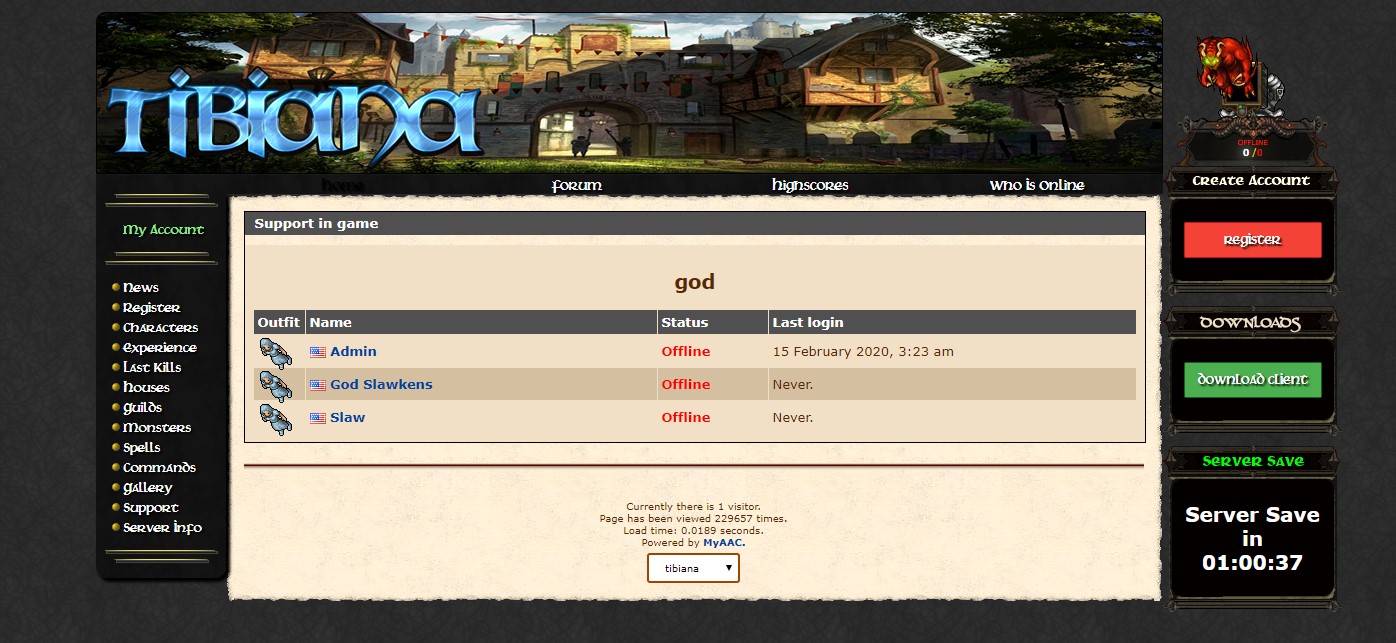 TIBIANA
Home
Forum
Highscores
Who is Online
My Account
News
Register
Characters
Experience
Last Kills
Houses
Guilds
Monsters
Spells
Commands
Gallery
Support
Server Info
Support in game
god
Outfit Name Status Last login
Admin Offline 15 February 2020, 3:23 am
God Slawkens Offline Never.
Slaw Offline Never.
Currently there is 1 visitor.
Page has been viewed 229657 times.
Load time: 0.0189 seconds.
Powered by MyAAC.
tibiana
OFFLINE
0 /0
Create Account
Register
DOWNLOADS
Download Client
Server Save
Server Save
in
01:00:37